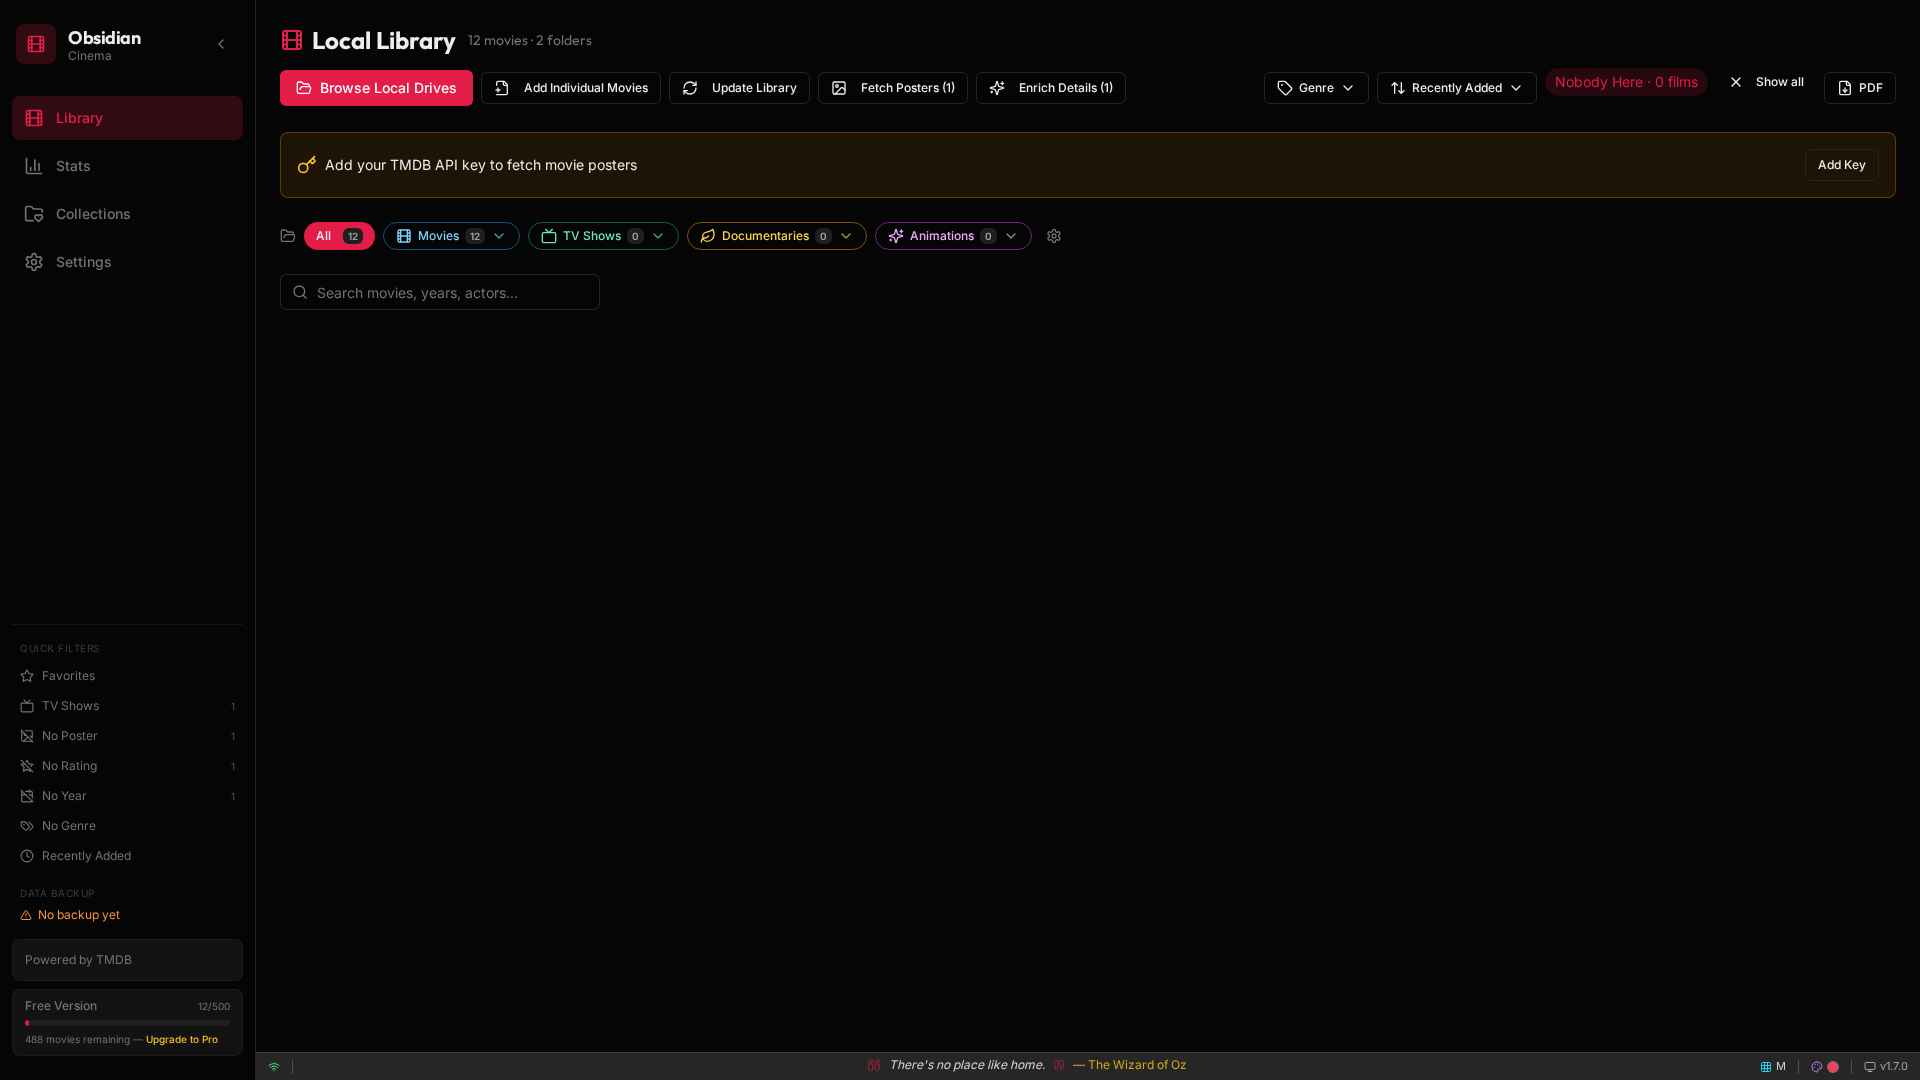 Obsidian
Cinema
Library
Stats
Collections
Settings
QUICK FILTERS
Favorites
TV Shows 1
No Poster 1
No Rating 1
No Year 1
No Genre
Recently Added
DATA BACKUP
No backup yet
Powered by TMDB
Free Version 12/500
488 movies remaining — Upgrade to Pro
Local Library 12 movies · 2 folders
Browse Local Drives Add Individual Movies Update Library Fetch Posters (1) Enrich Details (1) Genre Recently Added Nobody Here · 0 films Show all PDF
Add your TMDB API key to fetch movie posters Add Key
All 12 Movies 12 TV Shows 0 Documentaries 0 Animations 0
Search movies, years, actors...
There's no place like home. — The Wizard of Oz M v1.7.0